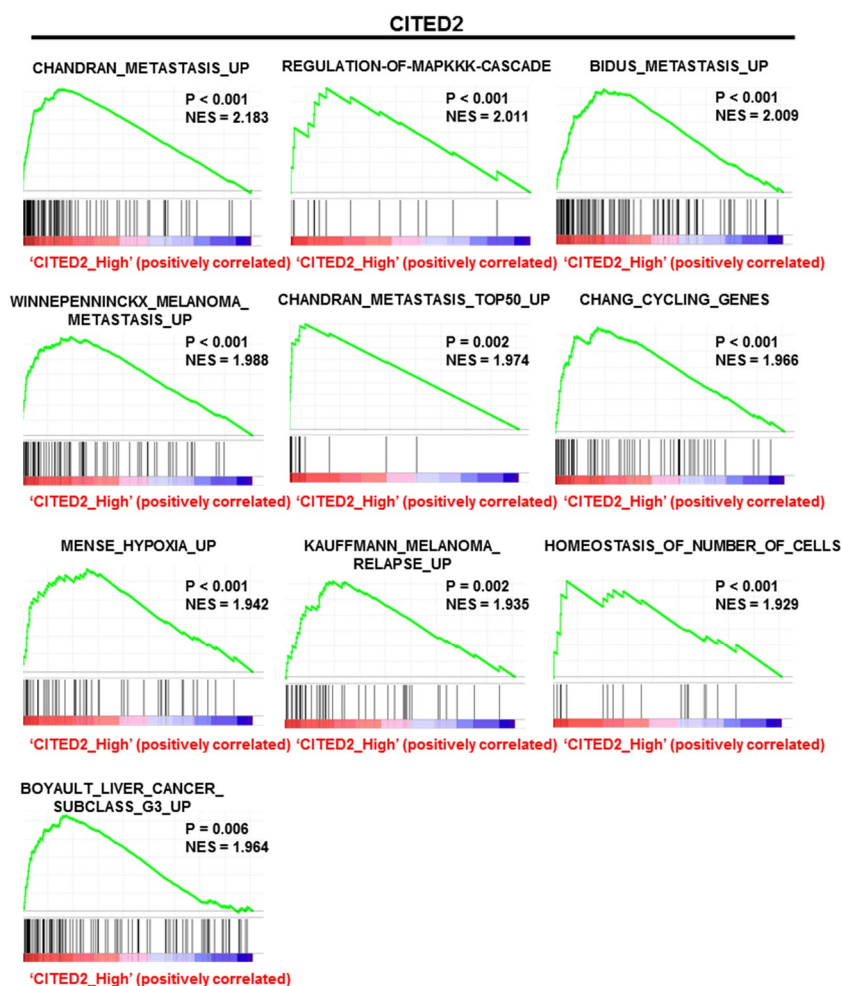 CITED2
CHANDRAN_METASTASIS_UP
P < 0.001
NES = 2.183
'CITED2_High' (positively correlated)
REGULATION-OF-MAPKKK-CASCADE
P < 0.001
NES = 2.011
'CITED2_High' (positively correlated)
BIDUS_METASTASIS_UP
P < 0.001
NES = 2.009
'CITED2_High' (positively correlated)
WINNEPENNINCKX_MELANOMA_
METASTASIS_UP
P < 0.001
NES = 1.988
'CITED2_High' (positively correlated)
CHANDRAN_METASTASIS_TOP50_UP
P = 0.002
NES = 1.974
'CITED2_High' (positively correlated)
CHANG_CYCLING_GENES
P < 0.001
NES = 1.966
'CITED2_High' (positively correlated)
MENSE_HYPOXIA_UP
P < 0.001
NES = 1.942
'CITED2_High' (positively correlated)
KAUFFMANN_MELANOMA_
RELAPSE_UP
P = 0.002
NES = 1.935
'CITED2_High' (positively correlated)
HOMEOSTASIS_OF_NUMBER_OF_CELLS
P < 0.001
NES = 1.929
'CITED2_High' (positively correlated)
BOYAULT_LIVER_CANCER_
SUBCLASS_G3_UP
P = 0.006
NES = 1.964
'CITED2_High' (positively correlated)